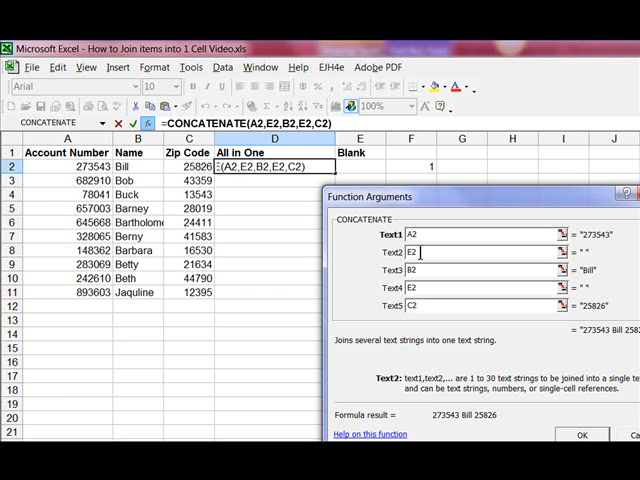 Microsoft Excel - How to Join items into 1 Cell Video.xls
File Edit View Insert Format Tools Data Window Help EJH4e Adobe PDF
Arial 10 B I U $ % 100%
CONCATENATE =CONCATENATE(A2,E2,B2,E2,C2)
A B C D E F G H I
1 Account Number Name Zip Code All in One Blank
2 273543 Bill 25826 E(A2,E2,B2,E2,C2) 1
3 682910 Bob 43359
4 78041 Buck 13543
5 657003 Barney 28019
6 645668 Bartholome 24411
7 328065 Berny 41583
8 148362 Barbara 16530
9 283069 Betty 21634
10 242610 Beth 44790
11 893603 Jaquline 12395
12
13
14
15
16
17
18
19
20
21
Function Arguments
CONCATENATE
Text1 A2 = "273543"
Text2 E2 = " "
Text3 B2 = "Bill"
Text4 E2 = " "
Text5 C2 = "25826"
= "273543 Bill 25826
Joins several text strings into one text string.
Text2: text1,text2,... are 1 to 30 text strings to be joined into a single te
and can be text strings, numbers, or single-cell references.
Formula result = 273543 Bill 25826
Help on this function OK Ca